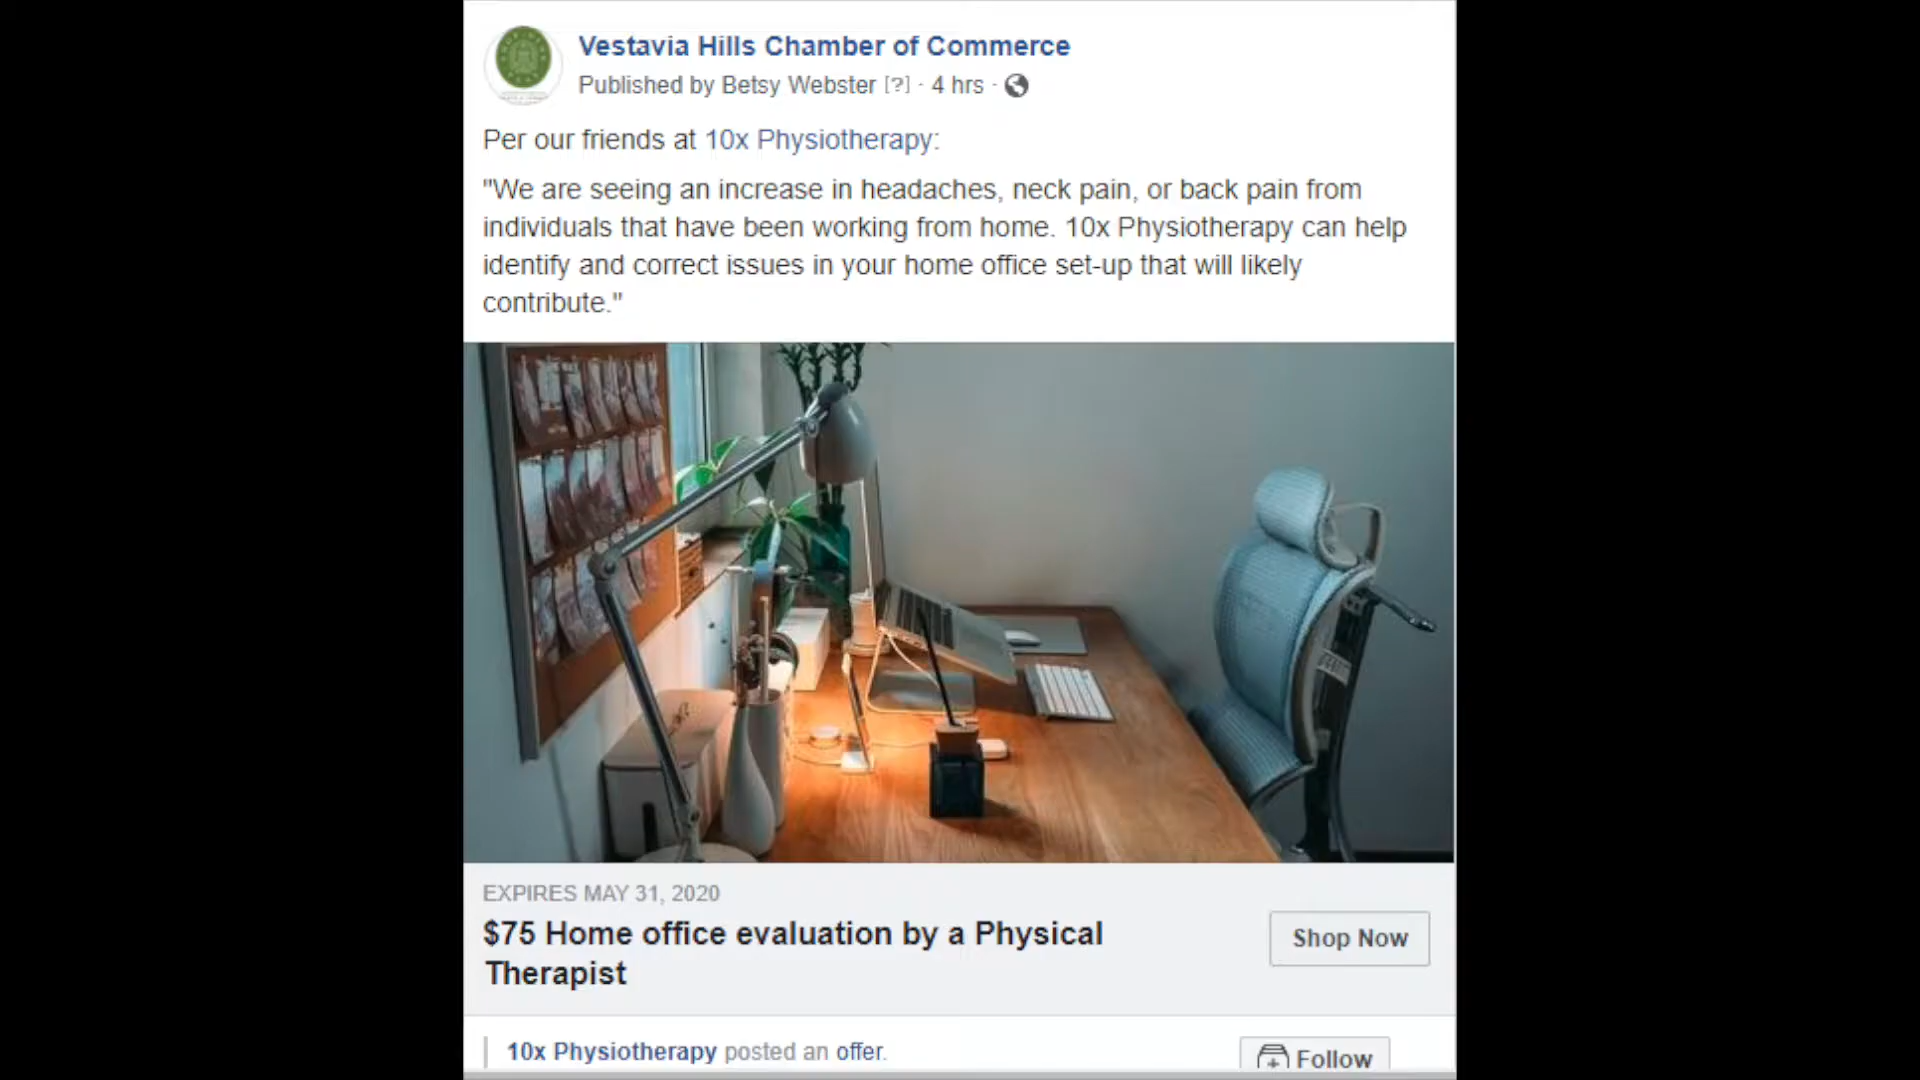 Vestavia Hills Chamber of Commerce
Published by Betsy Webster [?] · 4 hrs ·
Per our friends at 10x Physiotherapy:
"We are seeing an increase in headaches, neck pain, or back pain from
individuals that have been working from home. 10x Physiotherapy can help
identify and correct issues in your home office set-up that will likely
contribute."
EXPIRES MAY 31, 2020
$75 Home office evaluation by a Physical
Therapist
Shop Now
10x Physiotherapy posted an offer.
Follow